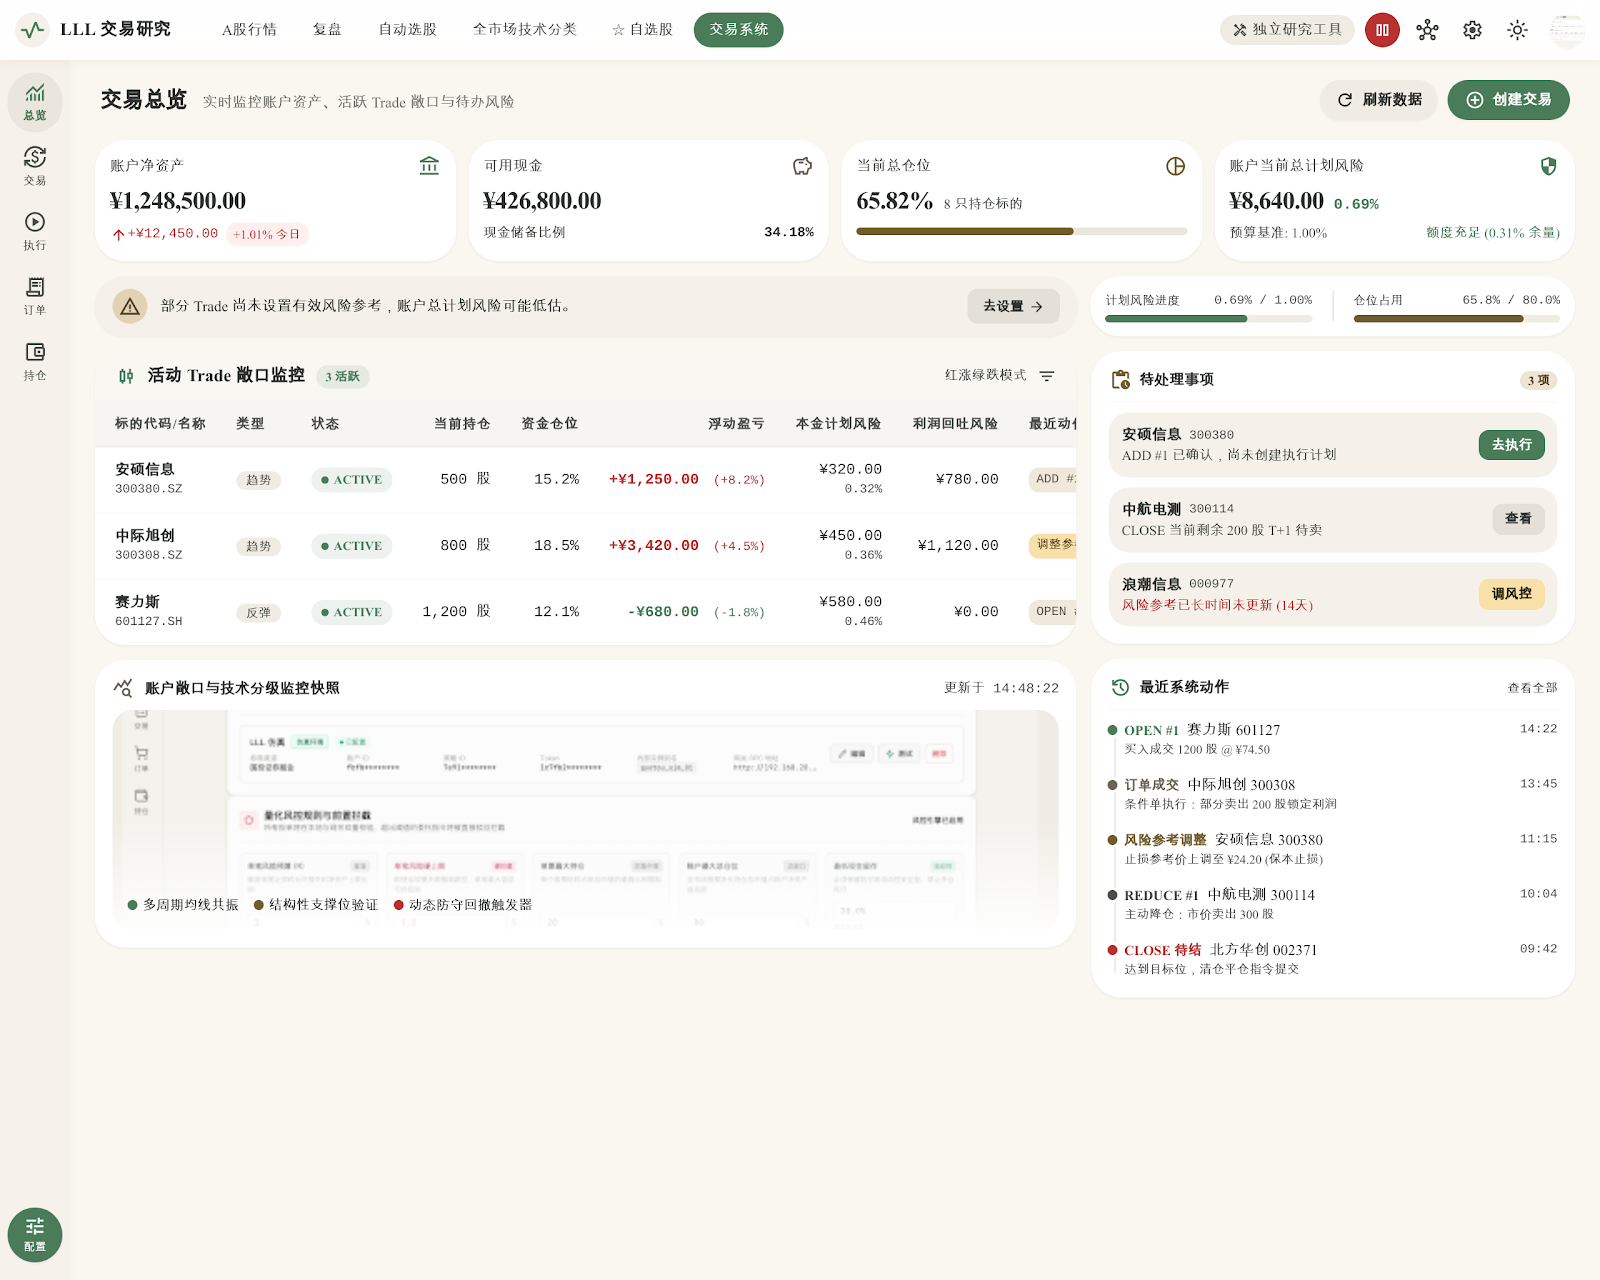 LLL 交易研究
A股行情
复盘
自动选股
全市场技术分类
☆ 自选股
交易系统
独立研究工具
总览
交易
执行
订单
持仓
配置
交易总览
实时监控账户资产、活跃 Trade 敞口与待办风险
刷新数据
创建交易
账户净资产
¥1,248,500.00
+¥12,450.00
+1.01% 今日
可用现金
¥426,800.00
现金储备比例
34.18%
当前总仓位
65.82% 8 只持仓标的
账户当前总计划风险
¥8,640.00 0.69%
预算基准: 1.00%
额度充足 (0.31% 余量)
部分 Trade 尚未设置有效风险参考，账户总计划风险可能低估。
去设置 →
计划风险进度 0.69% / 1.00%
仓位占用 65.8% / 80.0%
活动 Trade 敞口监控 3 活跃
红涨绿跌模式
标的代码/名称 类型 状态 当前持仓 资金仓位 浮动盈亏 本金计划风险 利润回吐风险 最近动
安硕信息
300380.SZ
趋势 ACTIVE 500 股 15.2% +¥1,250.00 (+8.2%)
¥320.00
0.32%
¥780.00
ADD #
中际旭创
300308.SZ
趋势 ACTIVE 800 股 18.5% +¥3,420.00 (+4.5%)
¥450.00
0.36%
¥1,120.00
调整参
赛力斯
601127.SH
反弹 ACTIVE 1,200 股 12.1% -¥680.00 (-1.8%)
¥580.00
0.46%
¥0.00
OPEN
待处理事项
3 项
安硕信息 300380
ADD #1 已确认，尚未创建执行计划
去执行
中航电测 300114
CLOSE 当前剩余 200 股 T+1 待卖
查看
浪潮信息 000977
风险参考已长时间未更新 (14天)
调风控
账户敞口与技术分级监控快照
更新于 14:48:22
LLL 仿真
编辑
测试
删除
量化风控规则与前置拦截
多周期均线共振
结构性支撑位验证
动态防守回撤触发器
最近系统动作
查看全部
OPEN #1 赛力斯 601127 14:22
买入成交 1200 股 @ ¥74.50
订单成交 中际旭创 300308 13:45
条件单执行：部分卖出 200 股锁定利润
风险参考调整 安硕信息 300380 11:15
止损参考价上调至 ¥24.20 (保本止损)
REDUCE #1 中航电测 300114 10:04
主动降仓：市价卖出 300 股
CLOSE 待结 北方华创 002371 09:42
达到目标位，清仓平仓指令提交